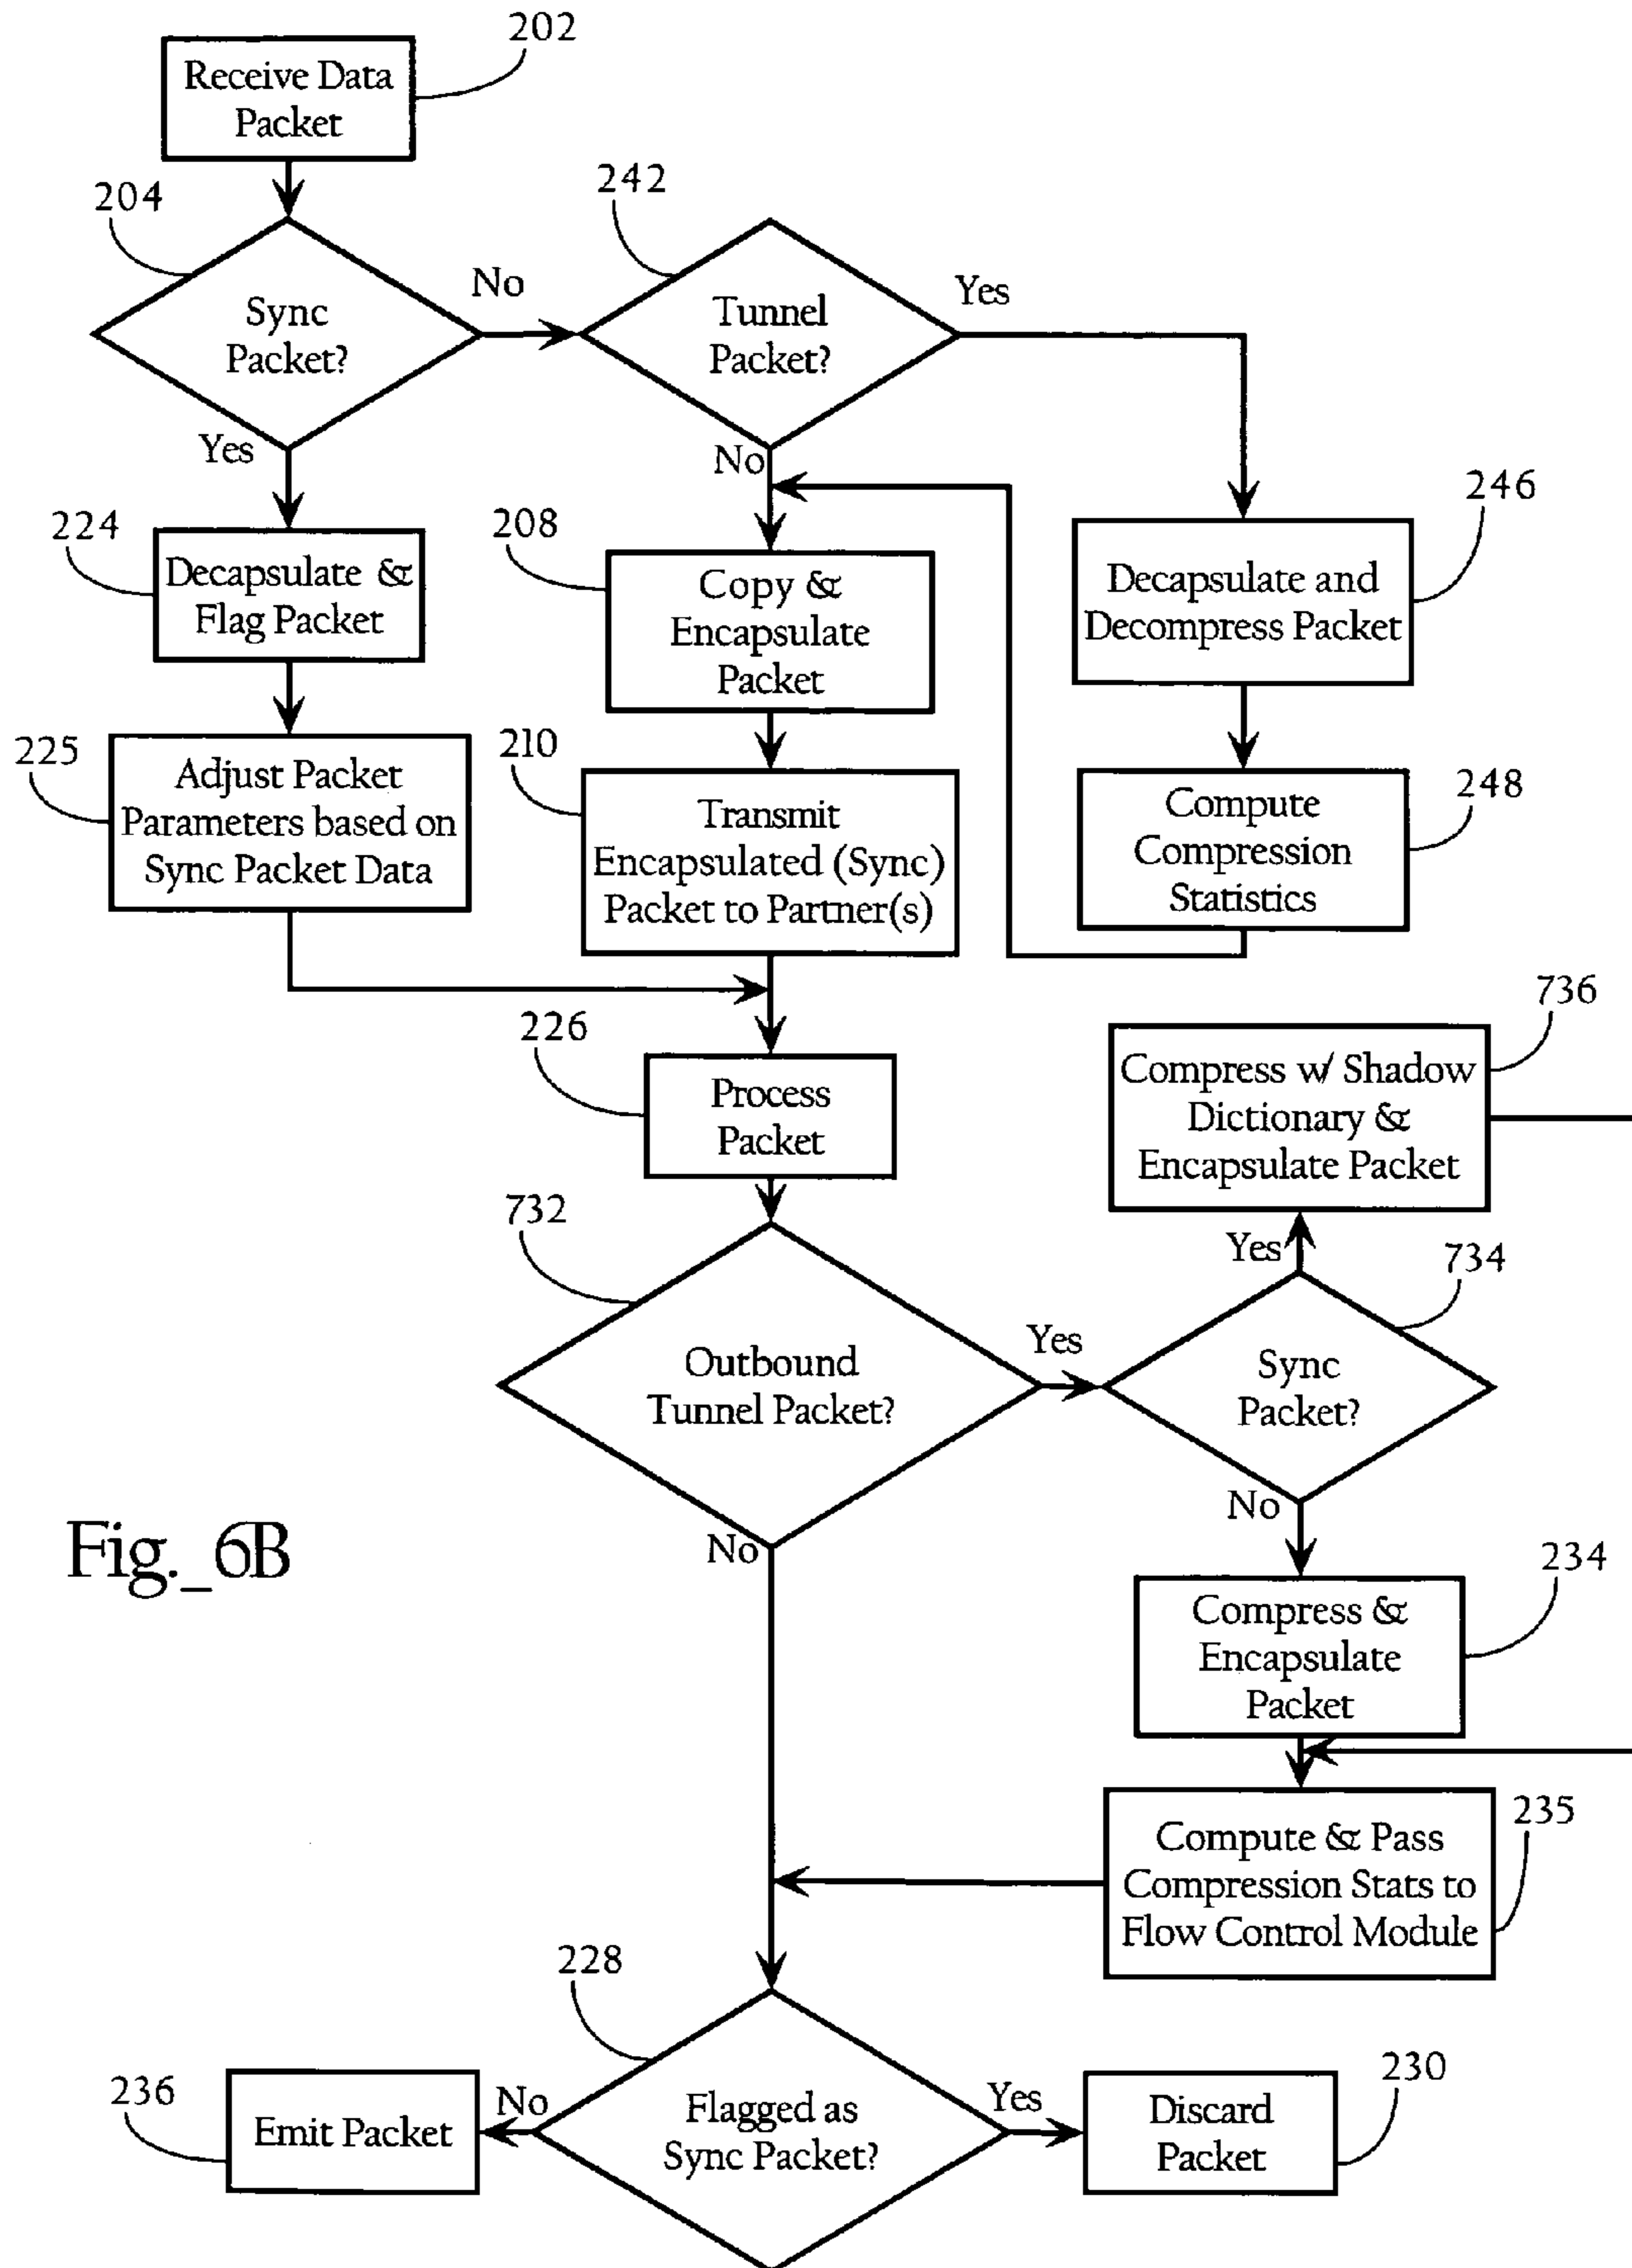 202
Receive Data
Packet
204
242
No
Yes
Sync
Packet?
Tunnel
Packet?
Yes
No
224
208
246
Decapsulate &
Flag Packet
Copy &
Encapsulate
Packet
Decapsulate and
Decompress Packet
225
210
248
Adjust Packet
Parameters based on
Sync Packet Data
Transmit
Encapsulated (Sync)
Packet to Partner(s)
Compute
Compression
Statistics
226
736
Process
Packet
Compress w/ Shadow
Dictionary &
Encapsulate Packet
732
Yes
734
Outbound
Tunnel Packet?
Yes
Sync
Packet?
No
No
Fig._6B
234
Compress &
Encapsulate
Packet
235
Compute & Pass
Compression Stats to
Flow Control Module
228
236
No
Yes
230
Emit Packet
Flagged as
Sync Packet?
Discard
Packet